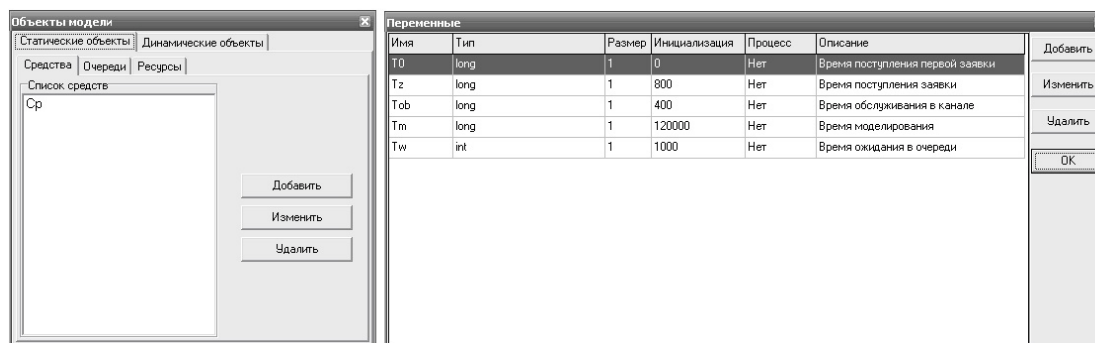 Объекты модели
Статические объекты Динамические объекты
Средства Очереди Ресурсы
Список средств
Ср
Добавить
Изменить
Удалить
Переменные
Имя Тип Размер Инициализация Процесс Описание
T0 long 1 0 Нет Время поступления первой заявки
Tz long 1 800 Нет Время поступления заявки
Tob long 1 400 Нет Время обслуживания в канале
Tm long 1 120000 Нет Время моделирования
Tw int 1 1000 Нет Время ожидания в очереди
Добавить
Изменить
Удалить
OK